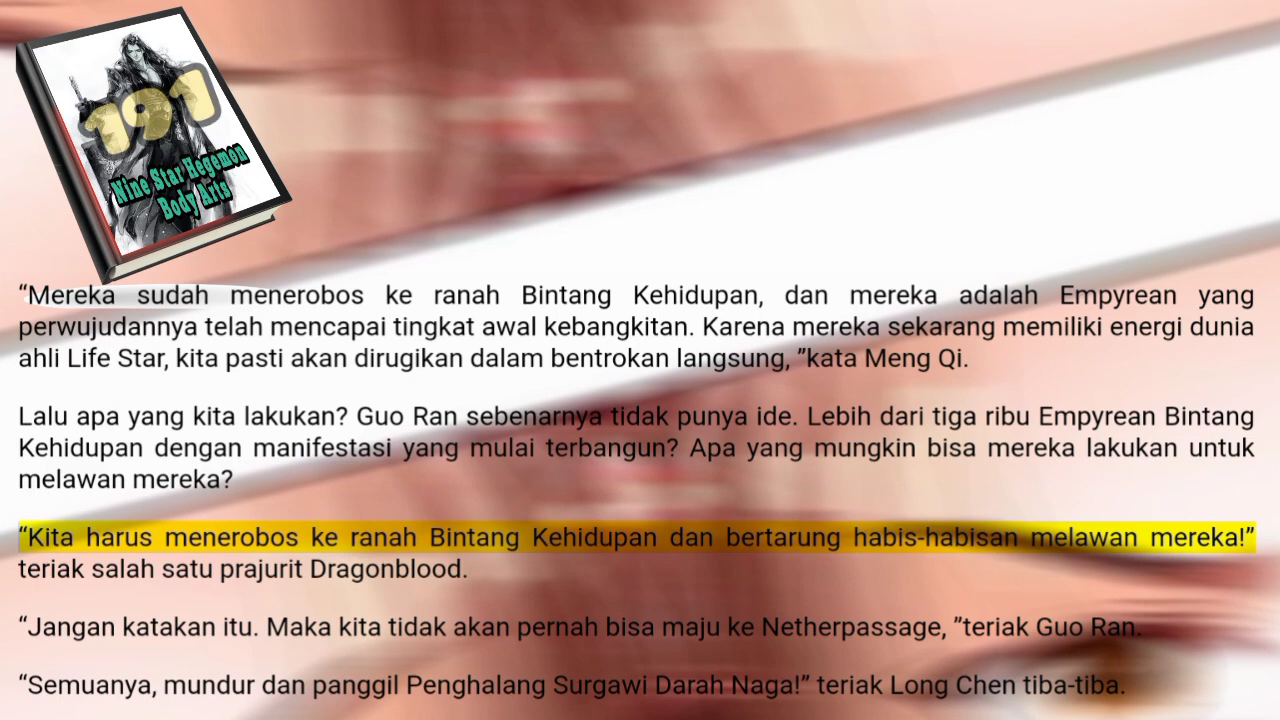 191
Nine Star Hegemon
Body Arts
“Mereka sudah menerobos ke ranah Bintang Kehidupan, dan mereka adalah Empyrean yang
perwujudannya telah mencapai tingkat awal kebangkitan. Karena mereka sekarang memiliki energi dunia
ahli Life Star, kita pasti akan dirugikan dalam bentrokan langsung, ”kata Meng Qi.
Lalu apa yang kita lakukan? Guo Ran sebenarnya tidak punya ide. Lebih dari tiga ribu Empyrean Bintang
Kehidupan dengan manifestasi yang mulai terbangun? Apa yang mungkin bisa mereka lakukan untuk
melawan mereka?
“Kita harus menerobos ke ranah Bintang Kehidupan dan bertarung habis-habisan melawan mereka!”
teriak salah satu prajurit Dragonblood.
“Jangan katakan itu. Maka kita tidak akan pernah bisa maju ke Netherpassage, ”teriak Guo Ran.
“Semuanya, mundur dan panggil Penghalang Surgawi Darah Naga!” teriak Long Chen tiba-tiba.